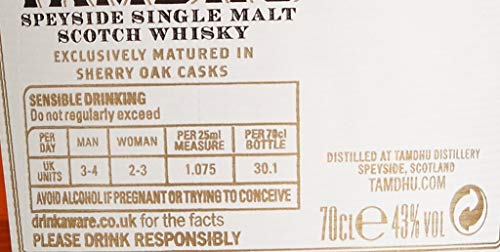 SPEYSIDE SINGLE MALT
SCOTCH WHISKY
EXCLUSIVELY MATURED IN
SHERRY OAK CASKS
SENSIBLE DRINKING
Do not regularly exceed
PER DAY MAN WOMAN PER 25ml MEASURE PER 70cl BOTTLE
UK UNITS 3-4 2-3 1.075 30.1
AVOID ALCOHOL IF PREGNANT OR TRYING TO CONCEIVE
drinkaware.co.uk for the facts
PLEASE DRINK RESPONSIBLY
DISTILLED AT TAMDHU DISTILLERY
SPEYSIDE, SCOTLAND
TAMDHU.COM
70CL e 43% VOL